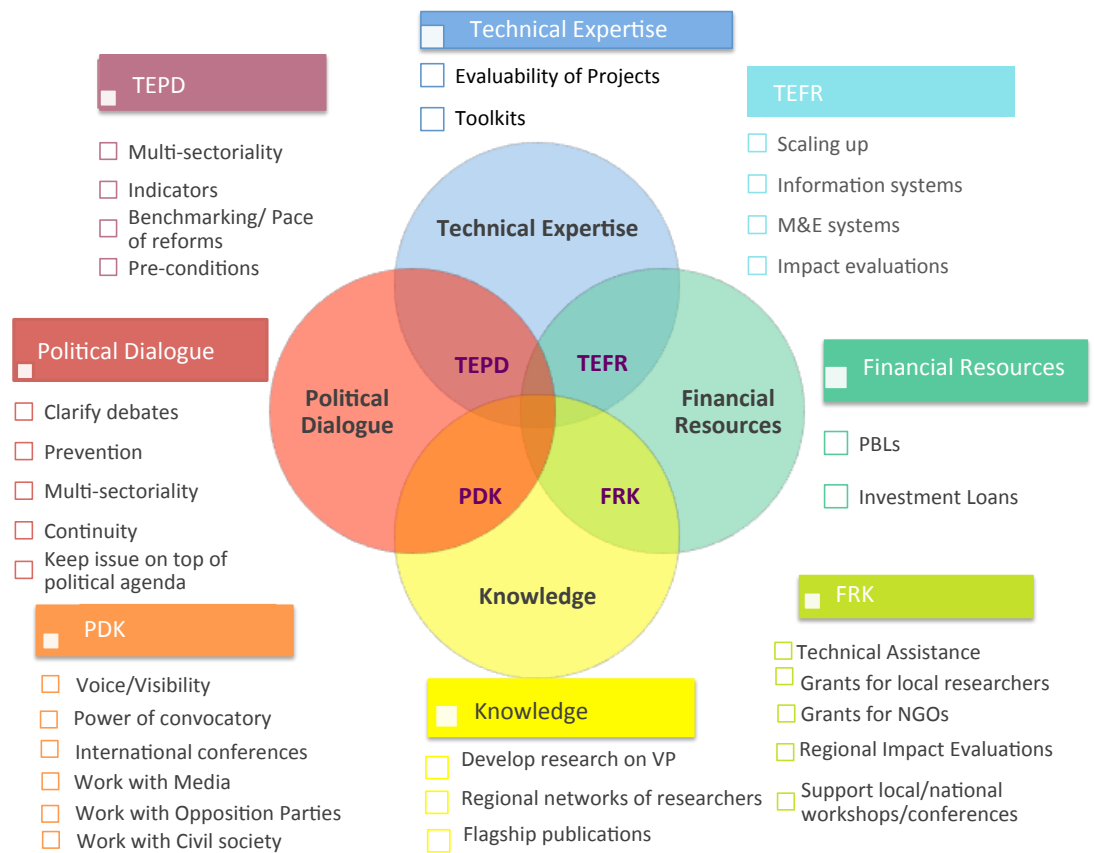 Technical Expertise
Evaluability of Projects
Toolkits
TEPD
Multi-sectoriality
Indicators
Benchmarking/ Pace
of reforms
Pre-conditions
TEFR
Scaling up
Information systems
M&E systems
Impact evaluations
Technical Expertise
TEPD
TEFR
Political
Dialogue
Financial
Resources
PDK
FRK
Knowledge
Political Dialogue
Clarify debates
Prevention
Multi-sectoriality
Continuity
Keep issue on top of
political agenda
Financial Resources
PBLs
Investment Loans
PDK
Voice/Visibility
Power of convocatory
International conferences
Work with Media
Work with Opposition Parties
Work with Civil society
Knowledge
Develop research on VP
Regional networks of researchers
Flagship publications
FRK
Technical Assistance
Grants for local researchers
Grants for NGOs
Regional Impact Evaluations
Support local/national
workshops/conferences